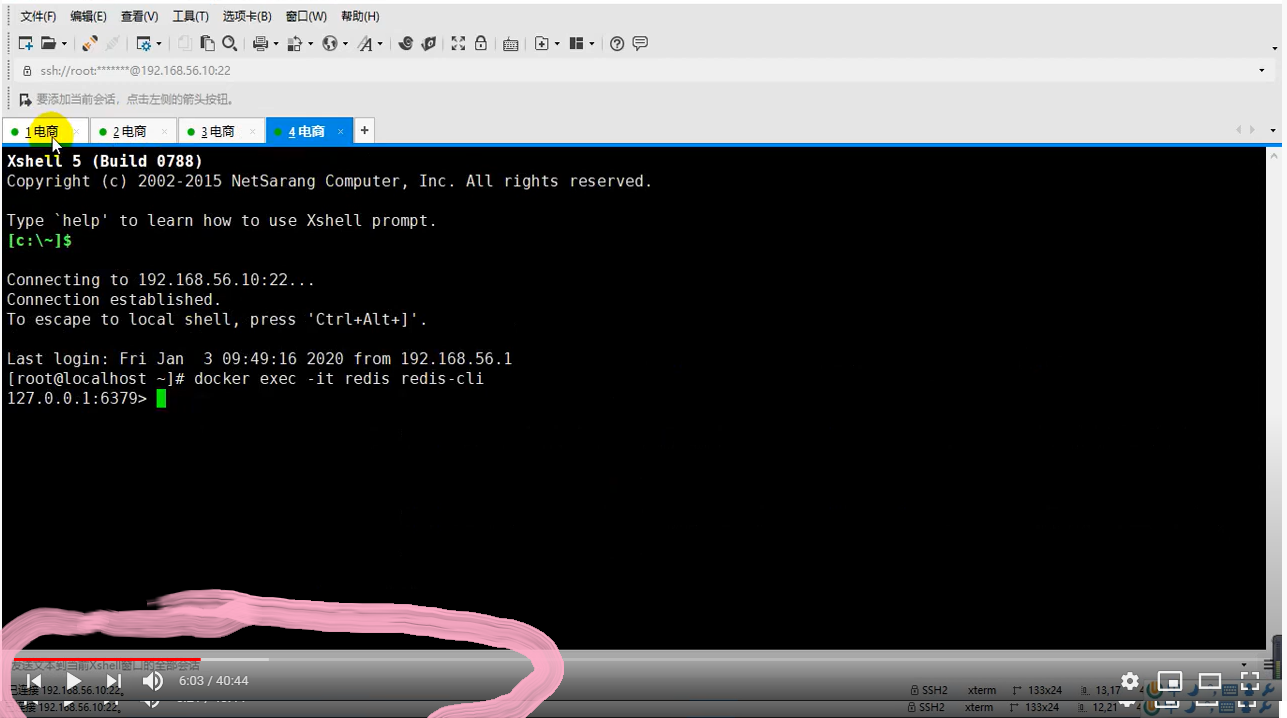 文件(F) 编辑(E) 查看(V) 工具(T) 选项卡(B) 窗口(W) 帮助(H)
ssh://root:*******@192.168.56.10:22
要添加当前会话，点击左侧的箭头按钮。
1电商 2电商 3电商 4电商
Xshell 5 (Build 0788)
Copyright (c) 2002-2015 NetSarang Computer, Inc. All rights reserved.
Type `help' to learn how to use Xshell prompt.
[c:\~]$
Connecting to 192.168.56.10:22...
Connection established.
To escape to local shell, press 'Ctrl+Alt+]'.
Last login: Fri Jan  3 09:49:16 2020 from 192.168.56.1
[root@localhost ~]# docker exec -it redis redis-cli
127.0.0.1:6379>
发送文本到当前Xshell窗口的全部会话
6:03 / 40:44
已连接 192.168.56.10:22。 SSH2 xterm 133x24 13,17
连接 192.168.56.10:22。 SSH2 xterm 133x24 12,21